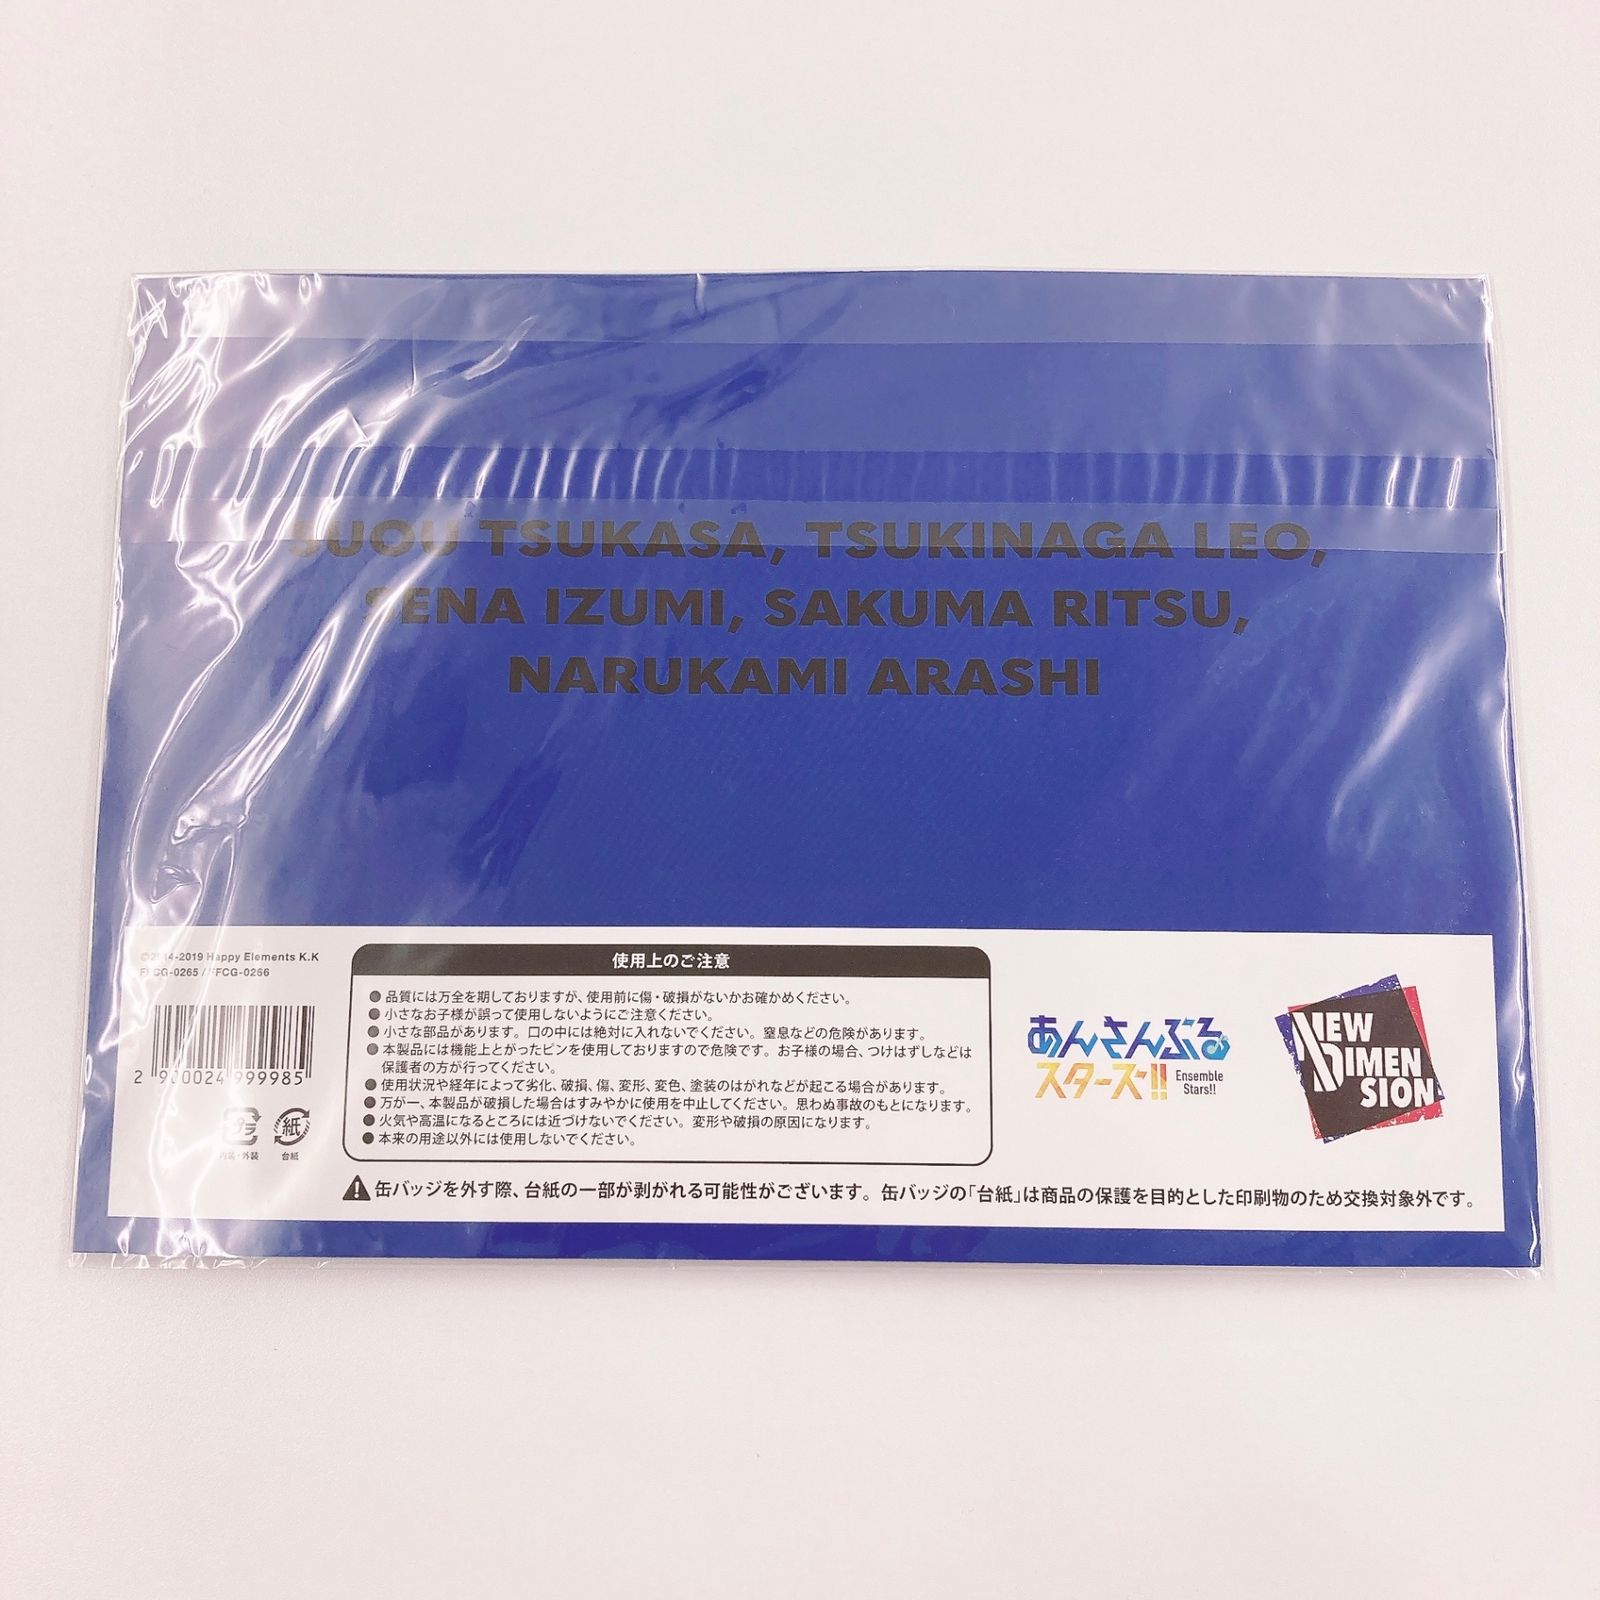 SUOU TSUKASA, TSUKINAGA LEO,
SENA IZUMI, SAKUMA RITSU,
NARUKAMI ARASHI
©2014-2019 Happy Elements K.K
FFCG-0265 / FFCG-0266
2 900024 999985
プラ
内装・外装
紙
台紙
使用上のご注意
●品質には万全を期しておりますが、使用前に傷・破損がないかお確かめください。
●小さなお子様が誤って使用しないようにご注意ください。
●小さな部品があります。口の中には絶対に入れないでください。窒息などの危険があります。
●本製品には機能上とがったピンを使用しておりますので危険です。お子様の場合、つけはずしなどは
保護者の方が行ってください。
●使用状況や経年によって劣化、破損、傷、変形、変色、塗装のはがれなどが起こる場合があります。
●万が一、本製品が破損した場合はすみやかに使用を中止してください。思わぬ事故のもとになります。
●火気や高温になるところには近づけないでください。変形や破損の原因になります。
●本来の用途以外には使用しないでください。
あんさんぶる
スターズ!!
Ensemble
Stars!!
NEW
DIMEN
SION
缶バッジを外す際、台紙の一部が剥がれる可能性がございます。缶バッジの「台紙」は商品の保護を目的とした印刷物のため交換対象外です。